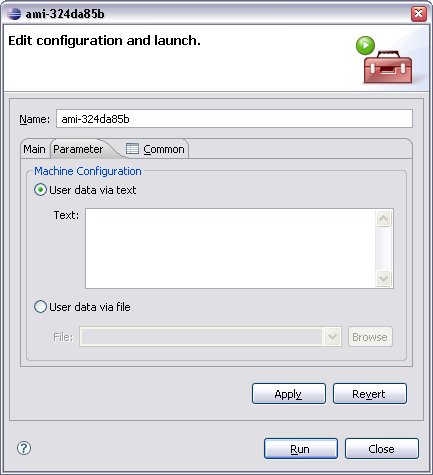 ami-324da85b
Edit configuration and launch.
Name: ami-324da85b
Main Parameter Common
Machine Configuration
User data via text
Text:
User data via file
File: Browse
Apply Revert
? Run Close